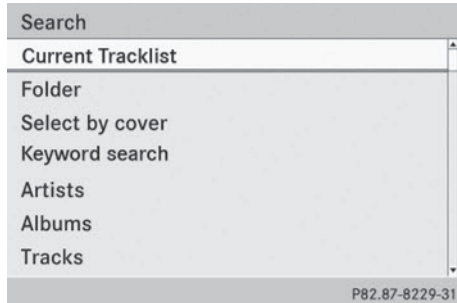 Search
Current Tracklist
Folder
Select by cover
Keyword search
Artists
Albums
Tracks
P82.87-8229-31